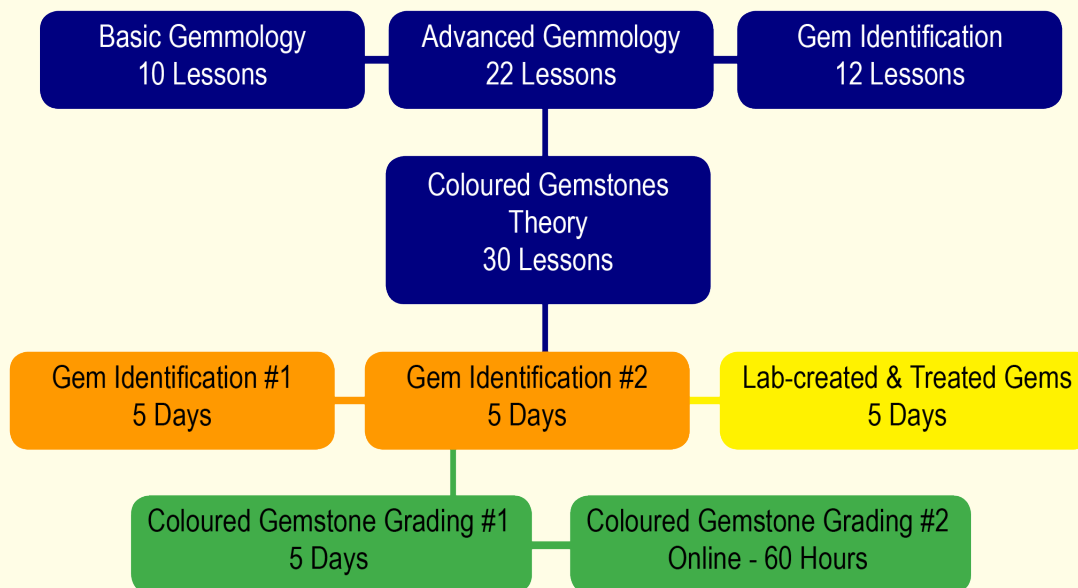 Basic Gemmology
10 Lessons
Advanced Gemmology
22 Lessons
Gem Identification
12 Lessons
Coloured Gemstones
Theory
30 Lessons
Gem Identification #1
5 Days
Gem Identification #2
5 Days
Lab-created & Treated Gems
5 Days
Coloured Gemstone Grading #1
5 Days
Coloured Gemstone Grading #2
Online - 60 Hours